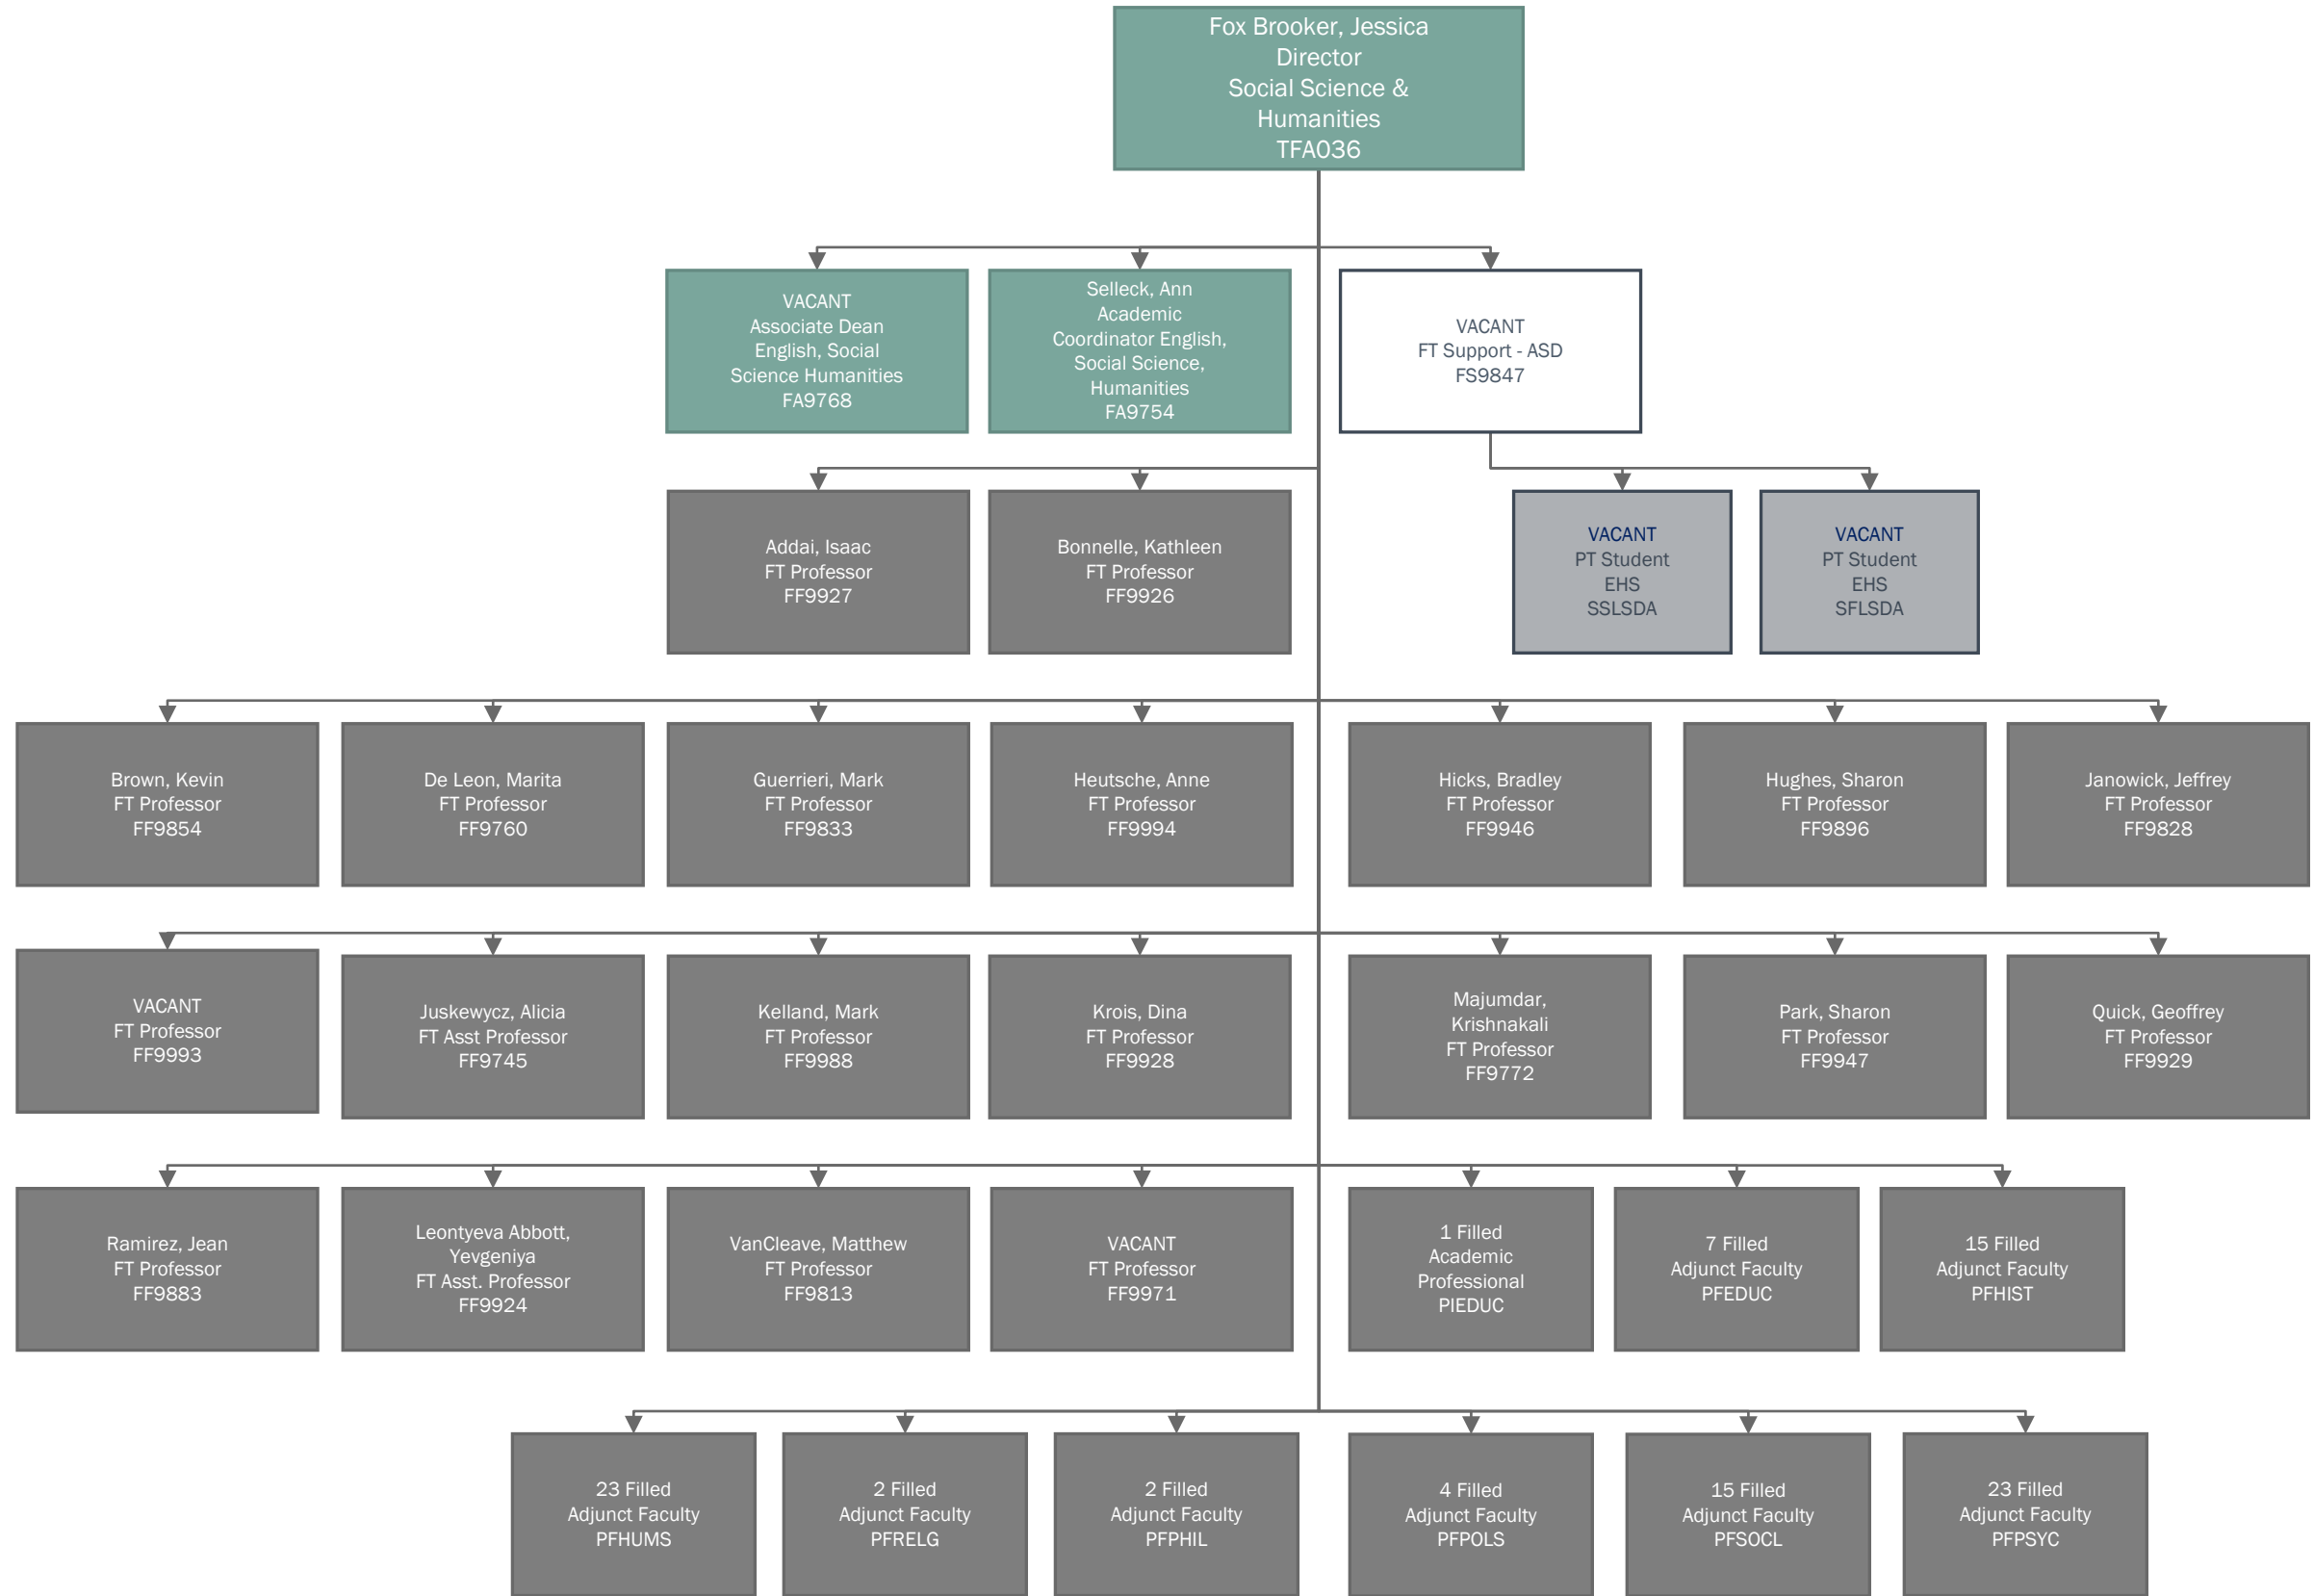 Fox Brooker, Jessica
Director
Social Science &
Humanities
TFA036
VACANT
Associate Dean
English, Social
Science Humanities
FA9768
Selleck, Ann
Academic
Coordinator English,
Social Science,
Humanities
FA9754
VACANT
FT Support - ASD
FS9847
Addai, Isaac
FT Professor
FF9927
Bonnelle, Kathleen
FT Professor
FF9926
VACANT
PT Student
EHS
SSLSDA
VACANT
PT Student
EHS
SFLSDA
Brown, Kevin
FT Professor
FF9854
De Leon, Marita
FT Professor
FF9760
Guerrieri, Mark
FT Professor
FF9833
Heutsche, Anne
FT Professor
FF9994
Hicks, Bradley
FT Professor
FF9946
Hughes, Sharon
FT Professor
FF9896
Janowick, Jeffrey
FT Professor
FF9828
VACANT
FT Professor
FF9993
Juskewycz, Alicia
FT Asst Professor
FF9745
Kelland, Mark
FT Professor
FF9988
Krois, Dina
FT Professor
FF9928
Majumdar,
Krishnakali
FT Professor
FF9772
Park, Sharon
FT Professor
FF9947
Quick, Geoffrey
FT Professor
FF9929
Ramirez, Jean
FT Professor
FF9883
Leontyeva Abbott,
Yevgeniya
FT Asst. Professor
FF9924
VanCleave, Matthew
FT Professor
FF9813
VACANT
FT Professor
FF9971
1 Filled
Academic
Professional
PIEDUC
7 Filled
Adjunct Faculty
PFEDUC
15 Filled
Adjunct Faculty
PFHIST
23 Filled
Adjunct Faculty
PFHUMS
2 Filled
Adjunct Faculty
PFRELG
2 Filled
Adjunct Faculty
PFPHIL
4 Filled
Adjunct Faculty
PFPOLS
15 Filled
Adjunct Faculty
PFSOCL
23 Filled
Adjunct Faculty
PFPSYC